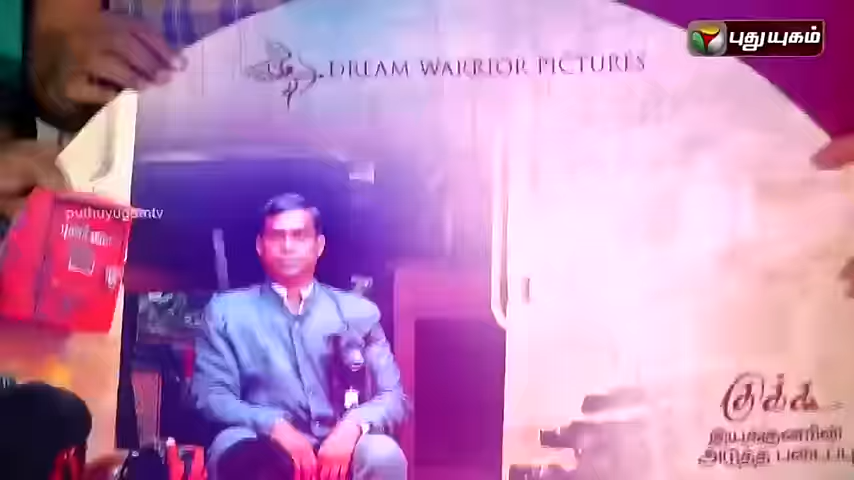 DREAM WARRIOR PICTURES
புதுயுகம்
puthuyugamtv
குக்கூ
இயக்குனரின்
அடுத்த படைப்பு